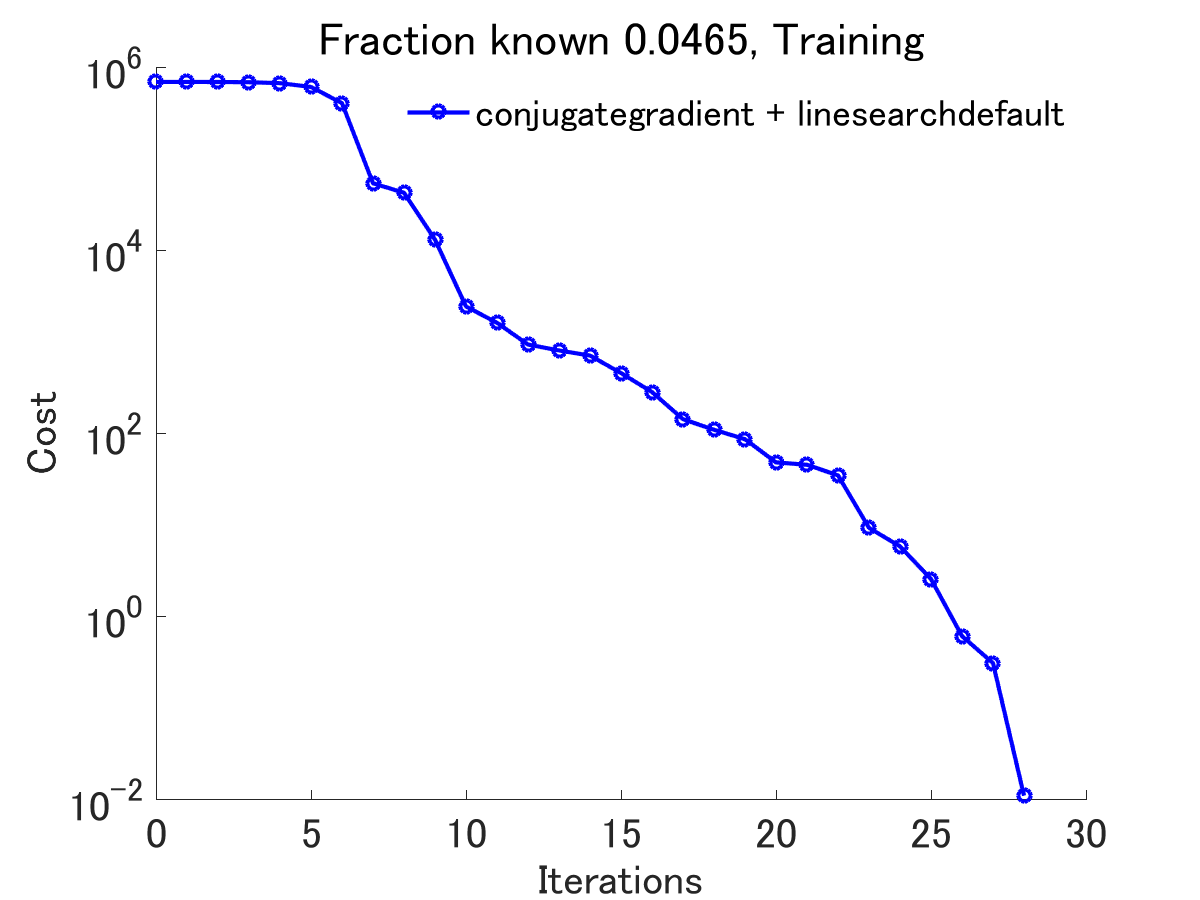 Fraction known 0.0465, Training
conjugategradient + linesearchdefault
10^6
10^4
10^2
10^0
10^-2
Cost
0 5 10 15 20 25 30
Iterations